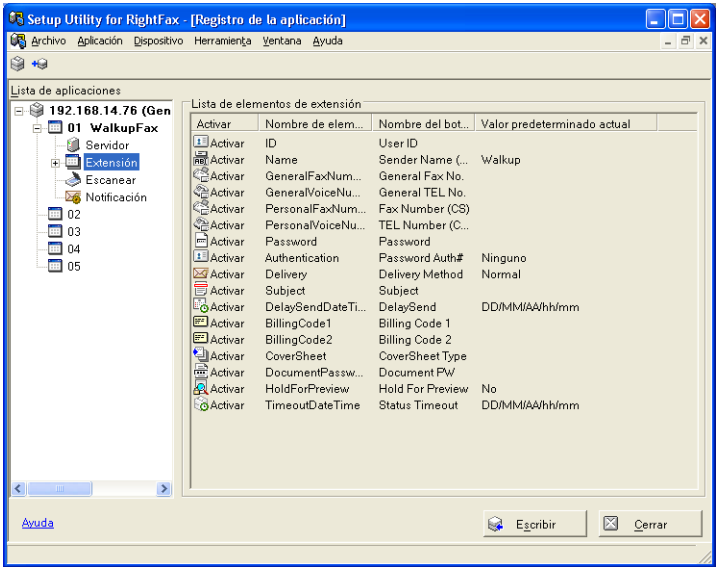 Setup Utility for RightFax - [Registro de la aplicación]
Archivo Aplicación Dispositivo Herramienta Ventana Ayuda
Lista de aplicaciones
192.168.14.76 (Gen
01 WalkupFax
Servidor
Extensión
Escanear
Notificación
02
03
04
05
Lista de elementos de extensión
Activar Nombre de elem... Nombre del bot... Valor predeterminado actual
Activar ID User ID
Activar Name Sender Name (... Walkup
Activar GeneralFaxNum... General Fax No.
Activar GeneralVoiceNu... General TEL No.
Activar PersonalFaxNum... Fax Number (CS)
Activar PersonalVoiceNu... TEL Number (C...
Activar Password Password
Activar Authentication Password Auth# Ninguno
Activar Delivery Delivery Method Normal
Activar Subject Subject
Activar DelaySendDateTi... DelaySend DD/MM/AA/hh/mm
Activar BillingCode1 Billing Code 1
Activar BillingCode2 Billing Code 2
Activar CoverSheet CoverSheet Type
Activar DocumentPassw... Document PW
Activar HoldForPreview Hold For Preview No
Activar TimeoutDateTime Status Timeout DD/MM/AA/hh/mm
Ayuda
Escribir
Cerrar